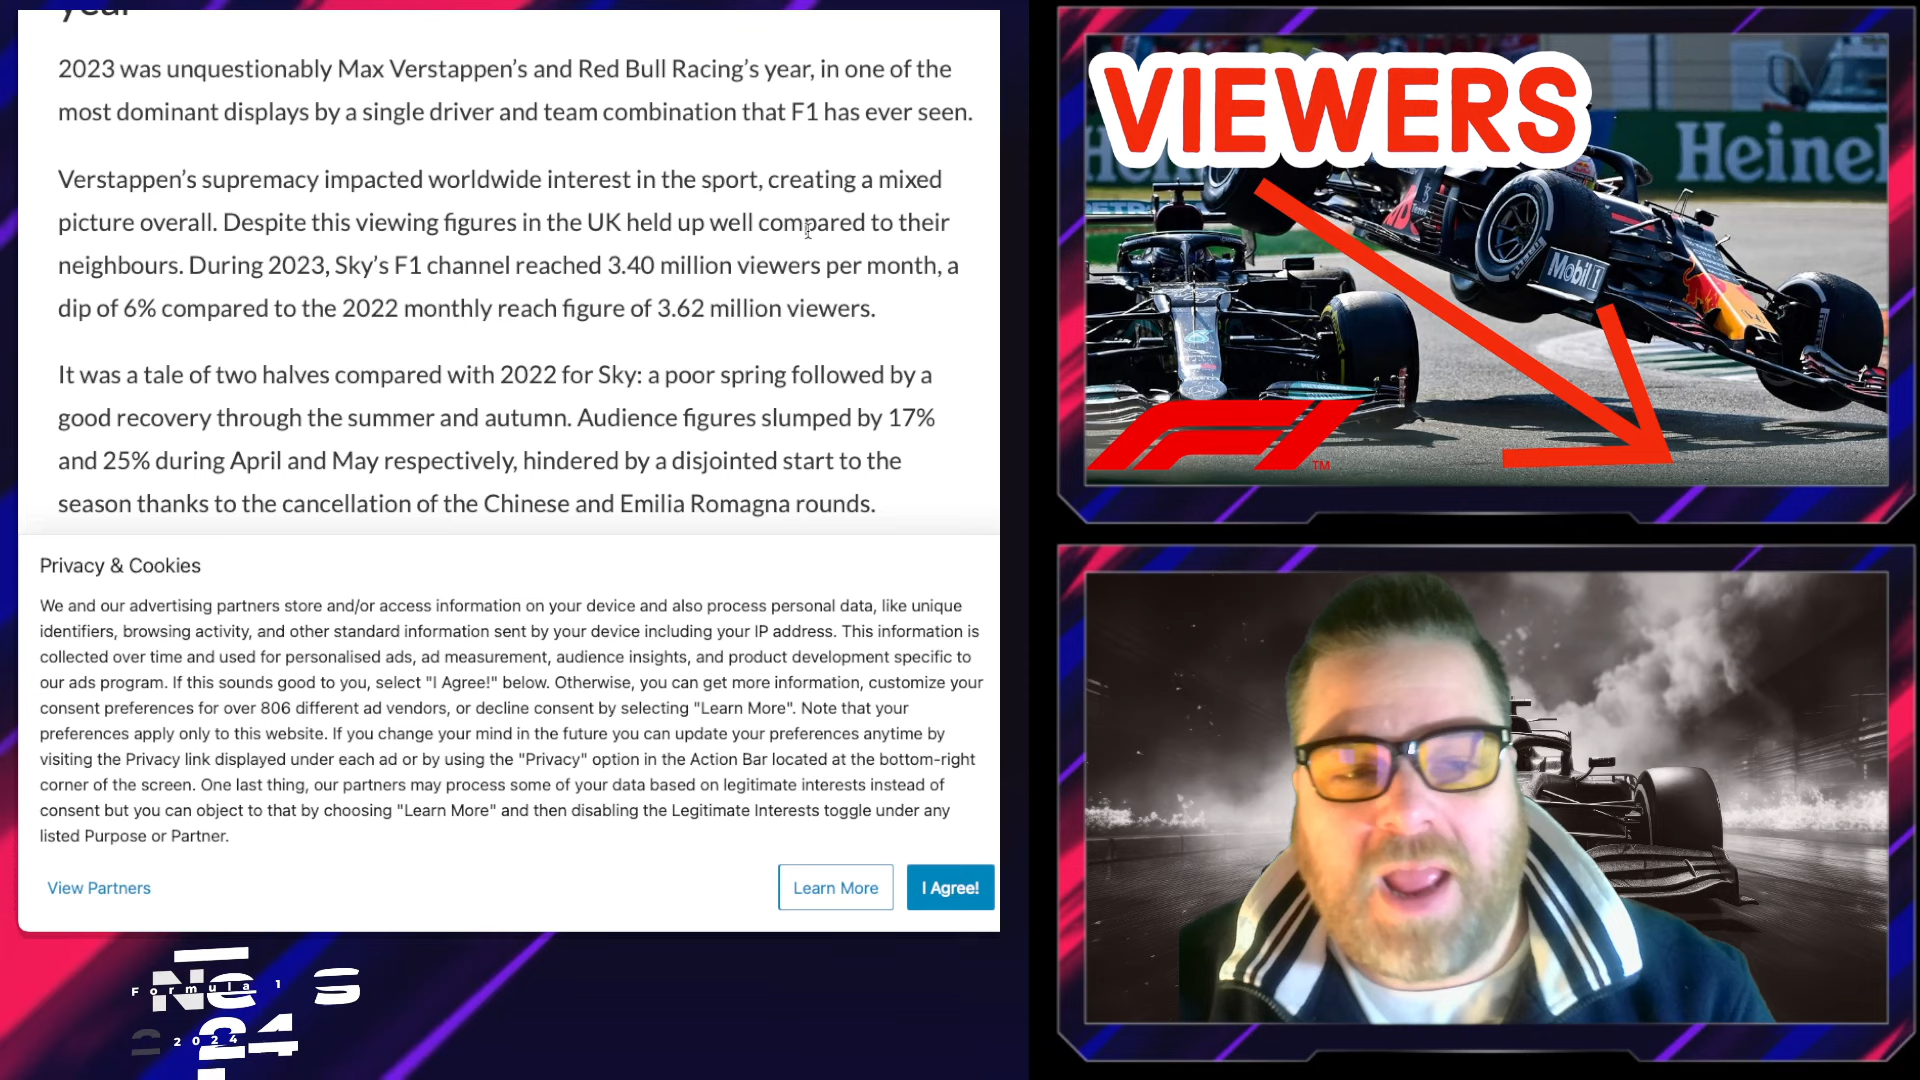 year
2023 was unquestionably Max Verstappen’s and Red Bull Racing’s year, in one of the
most dominant displays by a single driver and team combination that F1 has ever seen.
Verstappen’s supremacy impacted worldwide interest in the sport, creating a mixed
picture overall. Despite this viewing figures in the UK held up well compared to their
neighbours. During 2023, Sky’s F1 channel reached 3.40 million viewers per month, a
dip of 6% compared to the 2022 monthly reach figure of 3.62 million viewers.
It was a tale of two halves compared with 2022 for Sky: a poor spring followed by a
good recovery through the summer and autumn. Audience figures slumped by 17%
and 25% during April and May respectively, hindered by a disjointed start to the
season thanks to the cancellation of the Chinese and Emilia Romagna rounds.
Privacy & Cookies
We and our advertising partners store and/or access information on your device and also process personal data, like unique
identifiers, browsing activity, and other standard information sent by your device including your IP address. This information is
collected over time and used for personalised ads, ad measurement, audience insights, and product development specific to
our ads program. If this sounds good to you, select "I Agree!" below. Otherwise, you can get more information, customize your
consent preferences for over 806 different ad vendors, or decline consent by selecting "Learn More". Note that your
preferences apply only to this website. If you change your mind in the future you can update your preferences anytime by
visiting the Privacy link displayed under each ad or by using the "Privacy" option in the Action Bar located at the bottom-right
corner of the screen. One last thing, our partners may process some of your data based on legitimate interests instead of
consent but you can object to that by choosing "Learn More" and then disabling the Legitimate Interests toggle under any
listed Purpose or Partner.
View Partners
Learn More
I Agree!
News
Formula 1
24
2024
VIEWERS
Heine
Mobil 1
F1
TM